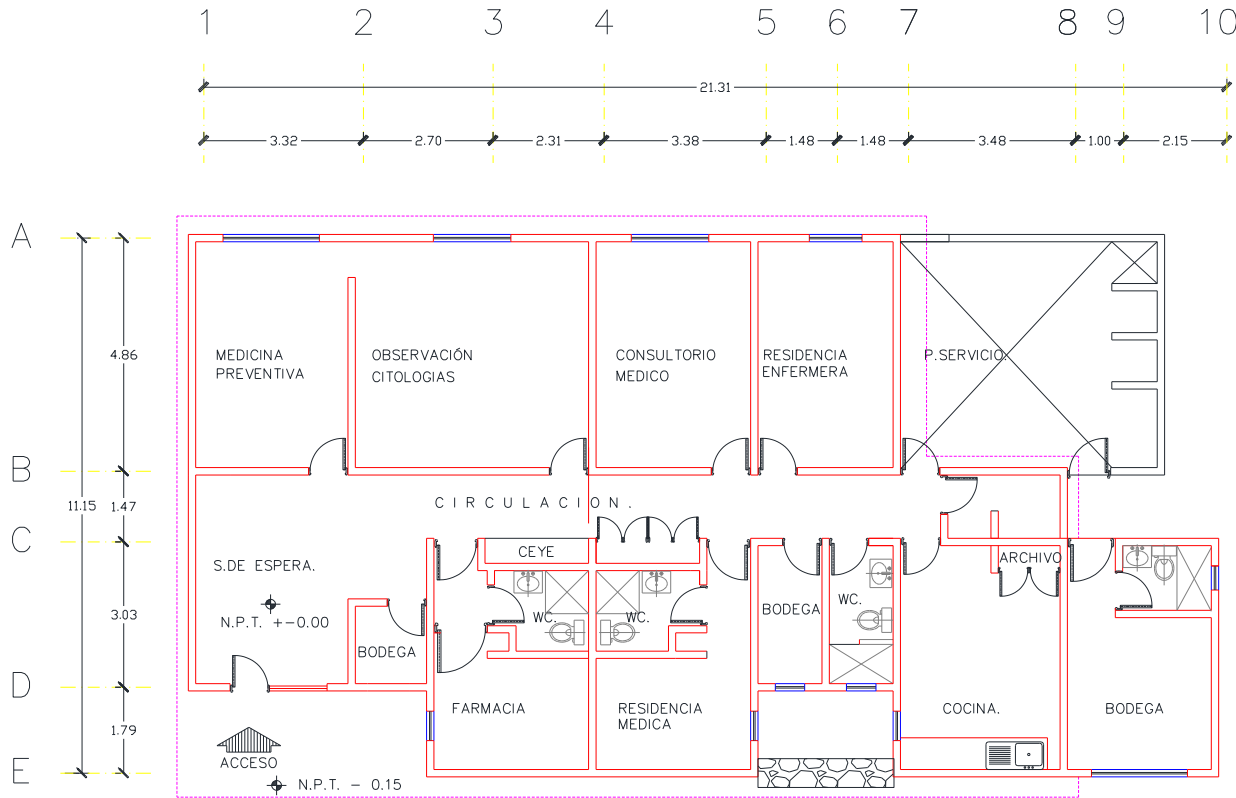 1 2 3 4 5 6 7 8 9 10
21.31
3.32 2.70 2.31 3.38 1.48 1.48 3.48 1.00 2.15
A
4.86
MEDICINA
PREVENTIVA
OBSERVACIÓN
CITOLOGIAS
CONSULTORIO
MEDICO
RESIDENCIA
ENFERMERA
P.SERVICIO.
B
11.15
1.47
CIRCULACION.
C
CEYE
ARCHIVO
S.DE ESPERA.
N.P.T. +-0.00
3.03
WC.
WC.
BODEGA
WC.
BODEGA
D
FARMACIA
RESIDENCIA
MEDICA
COCINA.
BODEGA
1.79
E
ACCESO
N.P.T. - 0.15